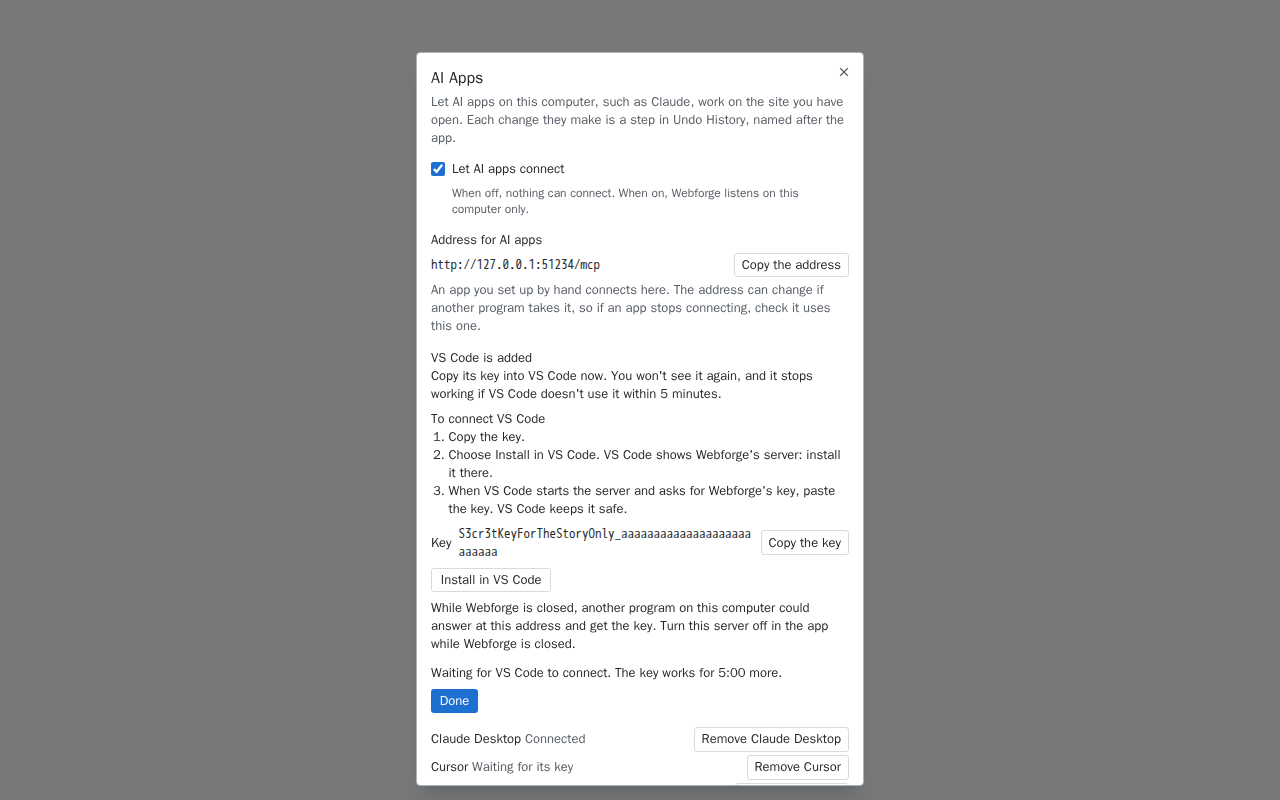 AI Apps
Let AI apps on this computer, such as Claude, work on the site you have
open. Each change they make is a step in Undo History, named after the
app.
Let AI apps connect
When off, nothing can connect. When on, Webforge listens on this
computer only.
Address for AI apps
http://127.0.0.1:51234/mcp
Copy the address
An app you set up by hand connects here. The address can change if
another program takes it, so if an app stops connecting, check it uses
this one.
VS Code is added
Copy its key into VS Code now. You won't see it again, and it stops
working if VS Code doesn't use it within 5 minutes.
To connect VS Code
1. Copy the key.
2. Choose Install in VS Code. VS Code shows Webforge's server: install
it there.
3. When VS Code starts the server and asks for Webforge's key, paste
the key. VS Code keeps it safe.
Key S3cr3tKeyForTheStoryOnly_aaaaaaaaaaaaaaaaaaaa
aaaaaa
Copy the key
Install in VS Code
While Webforge is closed, another program on this computer could
answer at this address and get the key. Turn this server off in the app
while Webforge is closed.
Waiting for VS Code to connect. The key works for 5:00 more.
Done
Claude Desktop Connected
Remove Claude Desktop
Cursor Waiting for its key
Remove Cursor